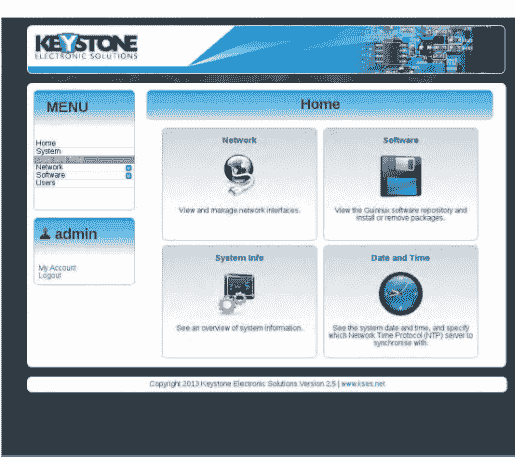 KEYSTONE
ELECTRONIC SOLUTIONS
MENU
Home
System
Network
Software
Users
admin
My Account
Logout
Home
Network
View and manage network interfaces.
Software
View the software repository and
install or remove packages.
System Info
See an overview of system information.
Date and Time
See the system date and time, and specify
which Network Time Protocol (NTP) server to
synchronise with.
Copyright 2013 Keystone Electronic Solutions Version 2.5 | www.kses.net